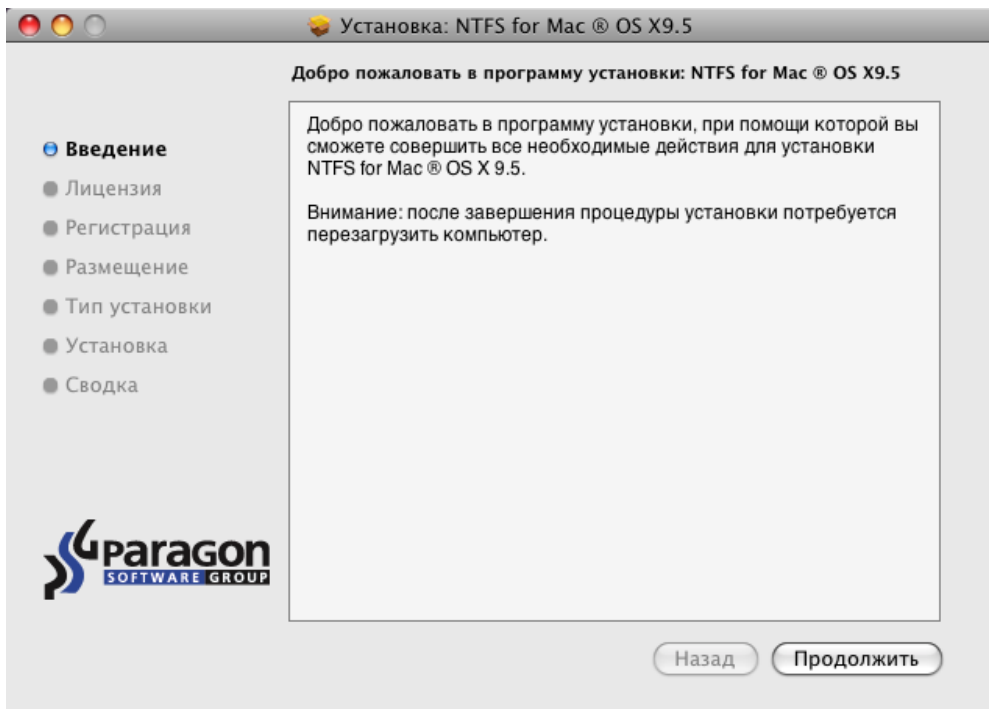 Установка: NTFS for Mac ® OS X9.5
Добро пожаловать в программу установки: NTFS for Mac ® OS X9.5
Введение
Лицензия
Регистрация
Размещение
Тип установки
Установка
Сводка
Добро пожаловать в программу установки, при помощи которой вы
сможете совершить все необходимые действия для установки
NTFS for Mac ® OS X 9.5.
Внимание: после завершения процедуры установки потребуется
перезагрузить компьютер.
Paragon
SOFTWARE GROUP
Назад
Продолжить